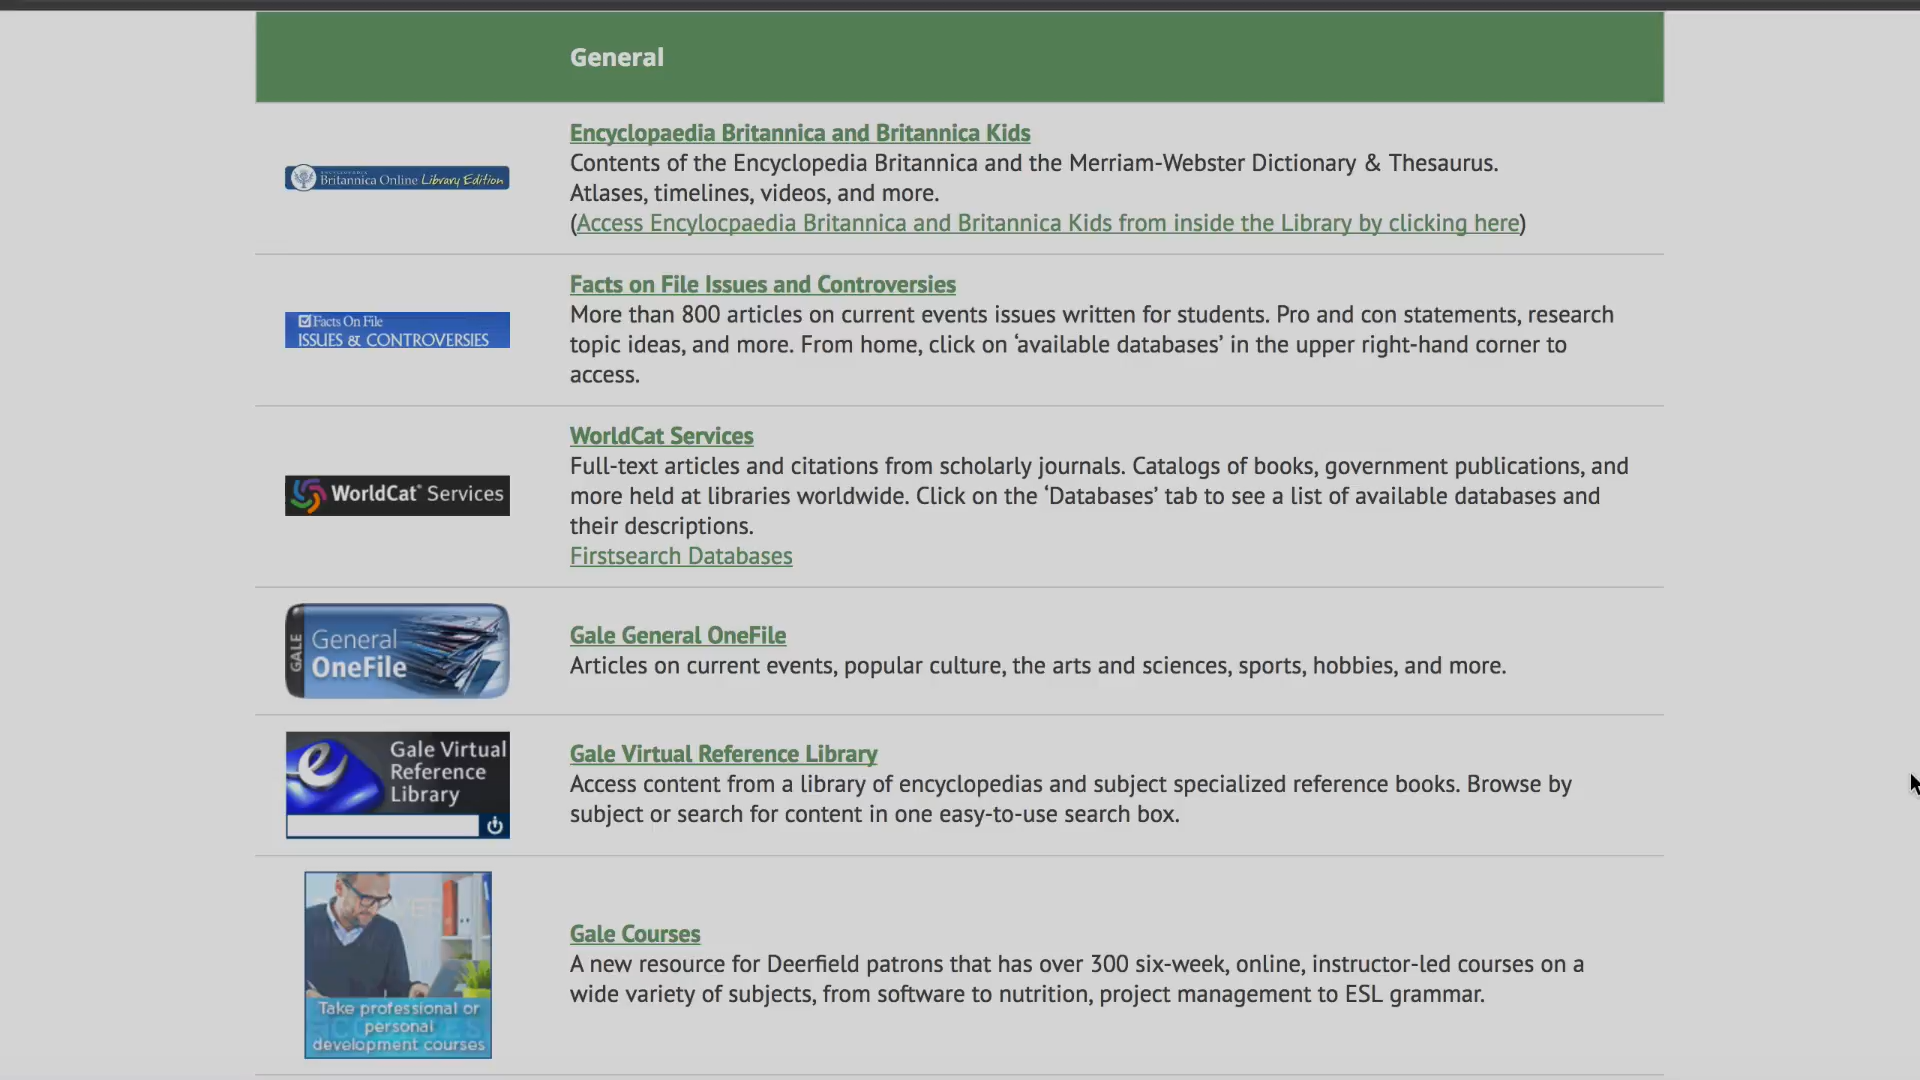 General
Encyclopaedia Britannica and Britannica Kids
Britannica Online Library Edition
Contents of the Encyclopedia Britannica and the Merriam-Webster Dictionary & Thesaurus.
Atlases, timelines, videos, and more.
(Access Encylocpaedia Britannica and Britannica Kids from inside the Library by clicking here)
Facts On File
ISSUES & CONTROVERSIES
Facts on File Issues and Controversies
More than 800 articles on current events issues written for students. Pro and con statements, research
topic ideas, and more. From home, click on ‘available databases’ in the upper right-hand corner to
access.
WorldCat Services
WorldCat Services
Full-text articles and citations from scholarly journals. Catalogs of books, government publications, and
more held at libraries worldwide. Click on the ‘Databases’ tab to see a list of available databases and
their descriptions.
Firstsearch Databases
GALE
General
OneFile
Gale General OneFile
Articles on current events, popular culture, the arts and sciences, sports, hobbies, and more.
Gale Virtual
Reference
Library
Gale Virtual Reference Library
Access content from a library of encyclopedias and subject specialized reference books. Browse by
subject or search for content in one easy-to-use search box.
Take professional or
personal
development courses
Gale Courses
A new resource for Deerfield patrons that has over 300 six-week, online, instructor-led courses on a
wide variety of subjects, from software to nutrition, project management to ESL grammar.